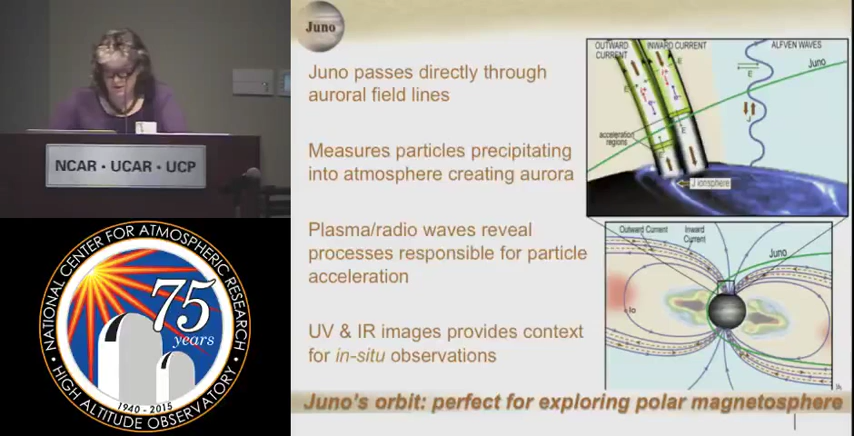 NCAR • UCAR • UCP
NATIONAL CENTER FOR ATMOSPHERIC RESEARCH
75
years
1940 - 2015
• HIGH ALTITUDE OBSERVATORY •
Juno
Juno passes directly through
auroral field lines
Measures particles precipitating
into atmosphere creating aurora
Plasma/radio waves reveal
processes responsible for particle
acceleration
UV & IR images provides context
for in-situ observations
OUTWARD
CURRENT
INWARD CURRENT
ALFVEN WAVES
Juno
E
J
acceleration
regions
J ionsphere
Outward Current
Inward
Current
Juno
Io
Juno's orbit: perfect for exploring polar magnetosphere